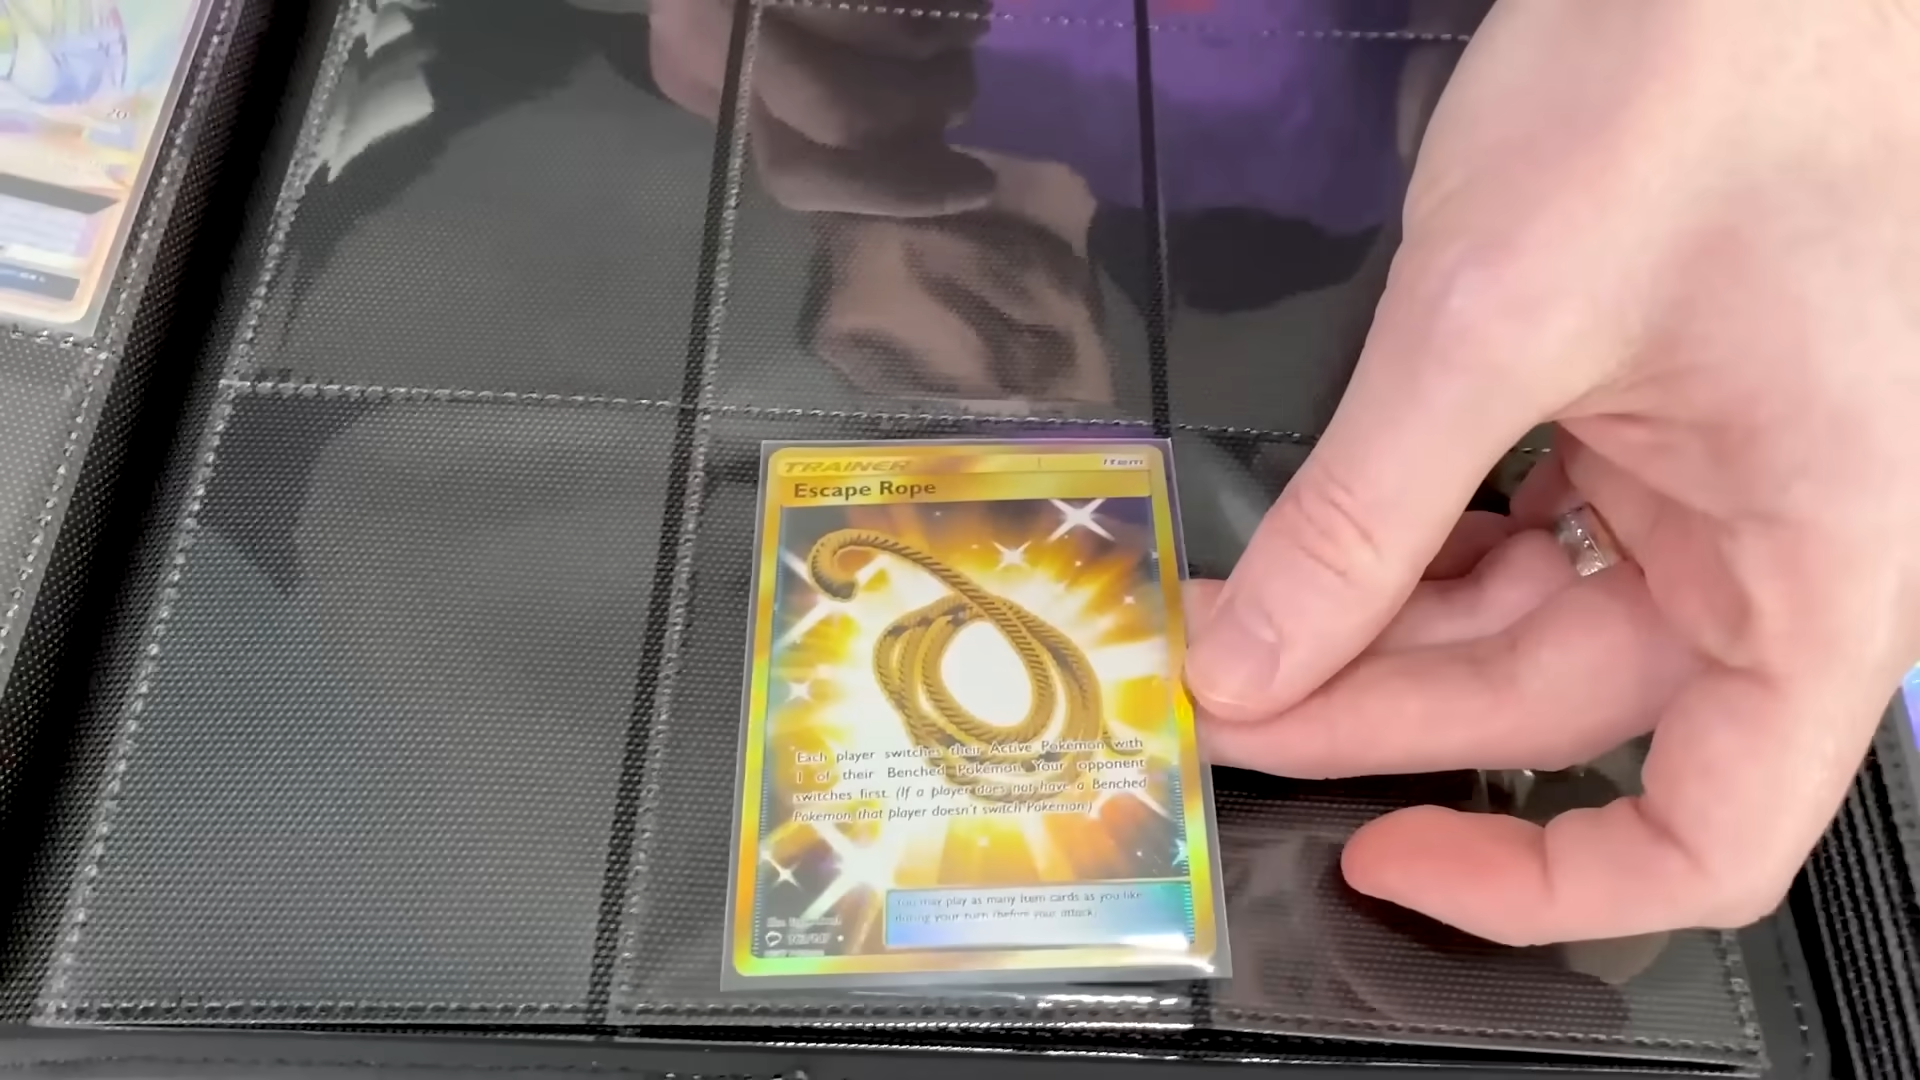 20
TRAINER
Item
Escape Rope
Each player switches their Active Pokémon with
1 of their Benched Pokémon. Your opponent
switches first. (If a player does not have a Benched
Pokémon, that player doesn't switch Pokémon.)
You may play as many Item cards as you like
during your turn (before your attack).